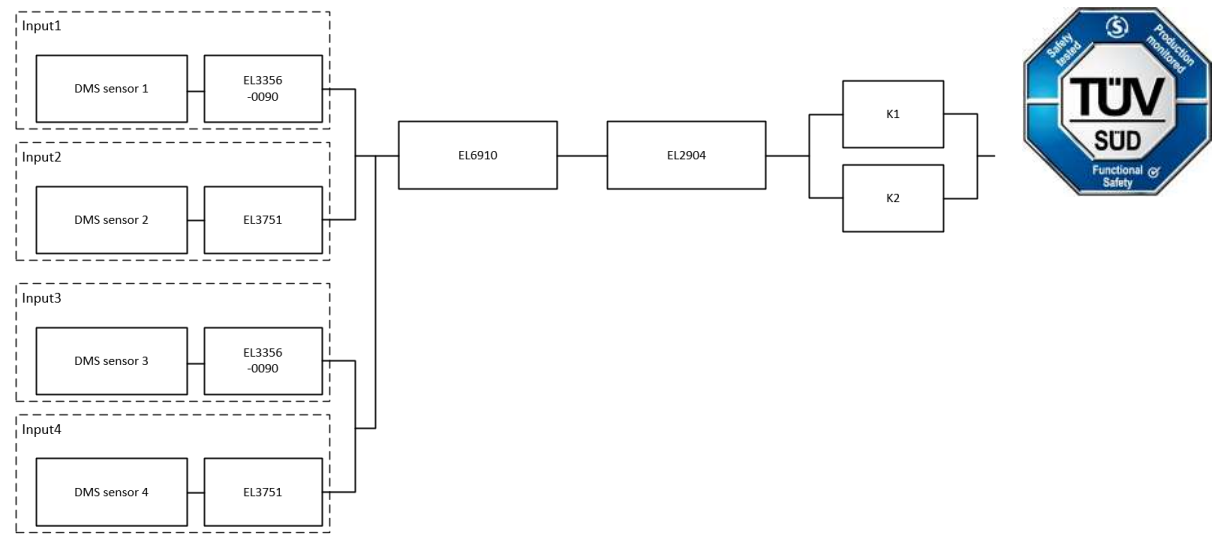 Input1
DMS sensor 1
EL3356
-0090
Input2
DMS sensor 2
EL3751
Input3
DMS sensor 3
EL3356
-0090
Input4
DMS sensor 4
EL3751
EL6910
EL2904
K1
K2
Safety
tested
S
Production
monitored
TÜV
SÜD
Functional
Safety